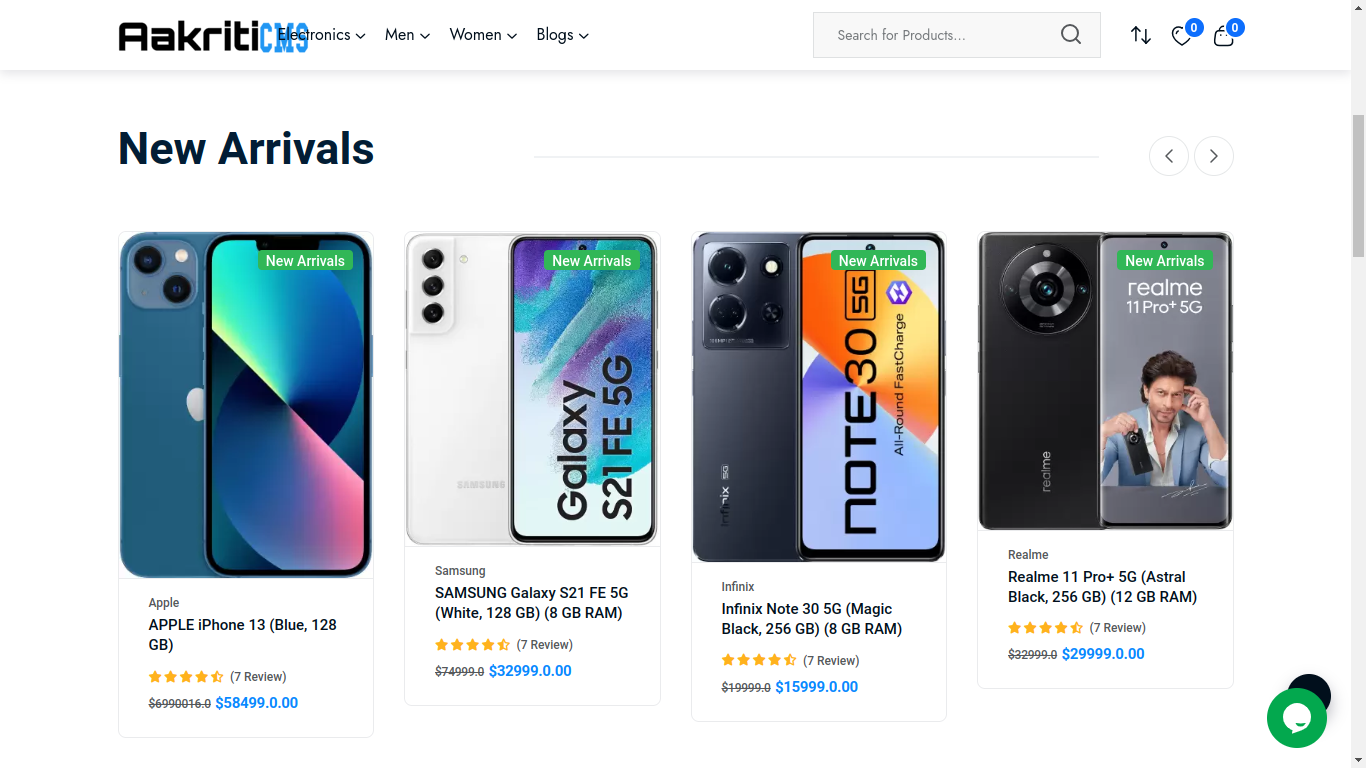 AakritiCMS
Electronics
Men
Women
Blogs
Search for Products...
0
0
New Arrivals
New Arrivals
New Arrivals
New Arrivals
New Arrivals
Galaxy
S21 FE 5G
SAMSUNG
NOTE 30 5G
All-Round FastCharge
Infinix 5G
realme
11 Pro+ 5G
realme
Apple
APPLE iPhone 13 (Blue, 128
GB)
(7 Review)
$6990016.0 $58499.0.00
Samsung
SAMSUNG Galaxy S21 FE 5G
(White, 128 GB) (8 GB RAM)
(7 Review)
$74999.0 $32999.0.00
Infinix
Infinix Note 30 5G (Magic
Black, 256 GB) (8 GB RAM)
(7 Review)
$19999.0 $15999.0.00
Realme
Realme 11 Pro+ 5G (Astral
Black, 256 GB) (12 GB RAM)
(7 Review)
$32999.0 $29999.0.00